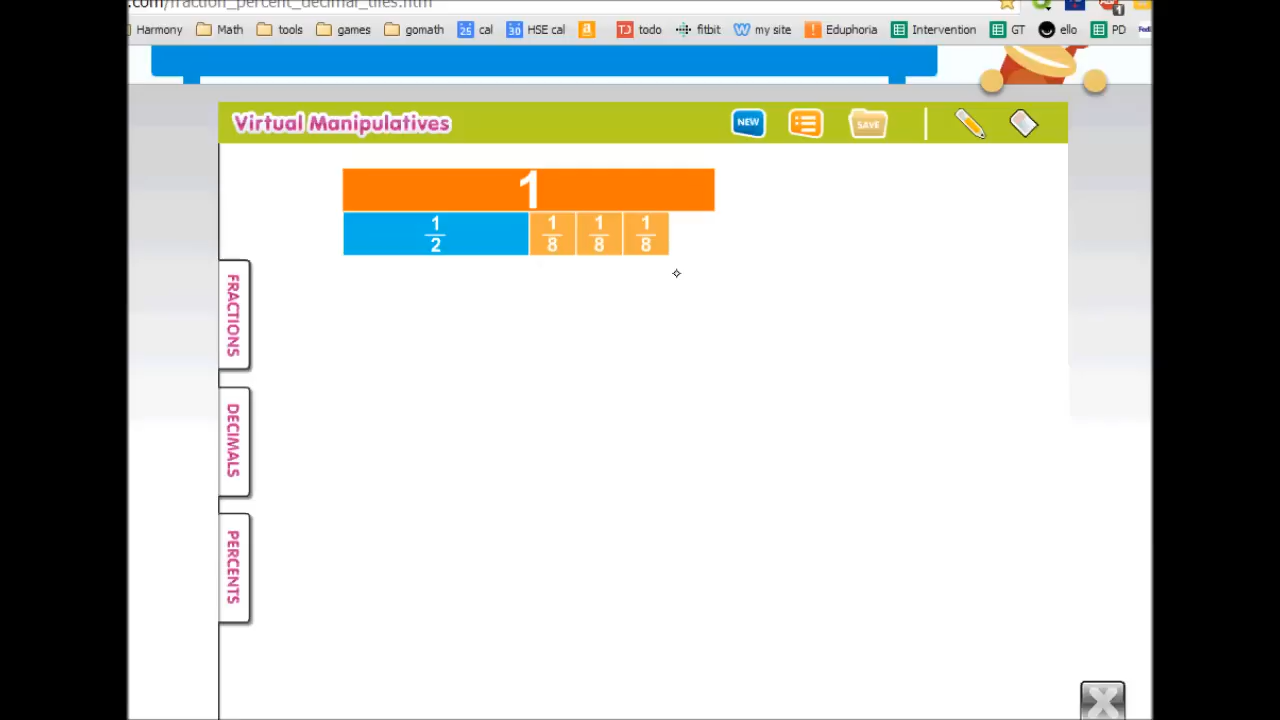 .com/fraction_percent_decimal_tiles.htm
Harmony Math tools games gomath 25 cal 30 HSE cal a TD todo fitbit W my site ! Eduphoria Intervention GT ello PD
1
Virtual Manipulatives NEW SAVE
1
1/2 1/8 1/8 1/8
FRACTIONS
DECIMALS
PERCENTS
X